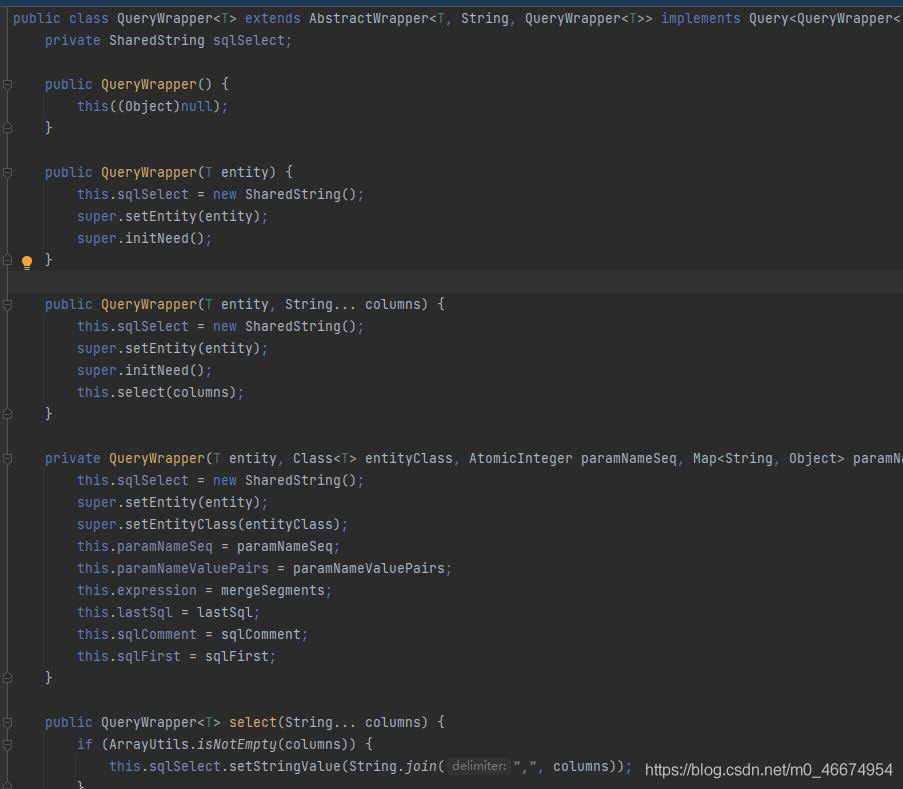 public class QueryWrapper<T> extends AbstractWrapper<T, String, QueryWrapper<T>> implements Query<QueryWrapper<
    private SharedString sqlSelect;
    public QueryWrapper() {
        this((Object)null);
    }
    public QueryWrapper(T entity) {
        this.sqlSelect = new SharedString();
        super.setEntity(entity);
        super.initNeed();
    }
    public QueryWrapper(T entity, String... columns) {
        this.sqlSelect = new SharedString();
        super.setEntity(entity);
        super.initNeed();
        this.select(columns);
    }
    private QueryWrapper(T entity, Class<T> entityClass, AtomicInteger paramNameSeq, Map<String, Object> paramNa
        this.sqlSelect = new SharedString();
        super.setEntity(entity);
        super.setEntityClass(entityClass);
        this.paramNameSeq = paramNameSeq;
        this.paramNameValuePairs = paramNameValuePairs;
        this.expression = mergeSegments;
        this.lastSql = lastSql;
        this.sqlComment = sqlComment;
        this.sqlFirst = sqlFirst;
    }
    public QueryWrapper<T> select(String... columns) {
        if (ArrayUtils.isNotEmpty(columns)) {
            this.sqlSelect.setStringValue(String.join( delimiter: ",", columns));
        }
https://blog.csdn.net/m0_46674954